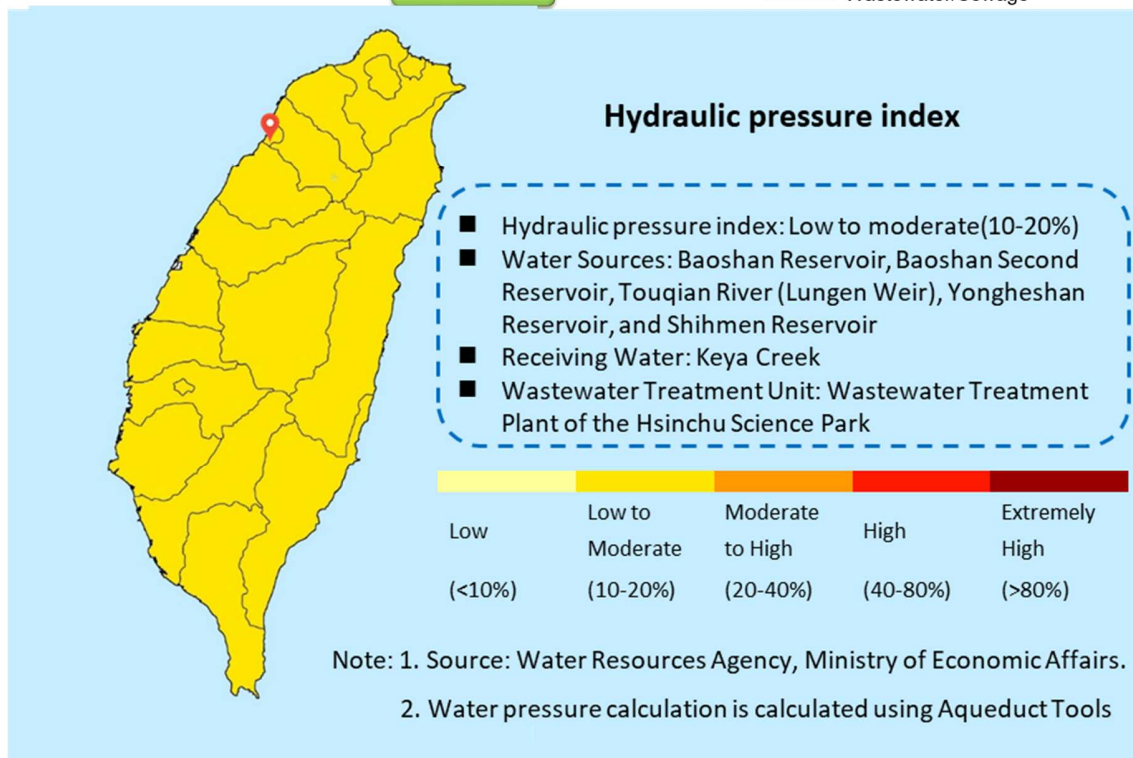 Hydraulic pressure index
■ Hydraulic pressure index: Low to moderate(10-20%)
■ Water Sources: Baoshan Reservoir, Baoshan Second
Reservoir, Touqian River (Lungen Weir), Yongheshan
Reservoir, and Shihmen Reservoir
■ Receiving Water: Keya Creek
■ Wastewater Treatment Unit: Wastewater Treatment
Plant of the Hsinchu Science Park
Low
(<10%)
Low to
Moderate
(10-20%)
Moderate
to High
(20-40%)
High
(40-80%)
Extremely
High
(>80%)
Note: 1. Source: Water Resources Agency, Ministry of Economic Affairs.
2. Water pressure calculation is calculated using Aqueduct Tools